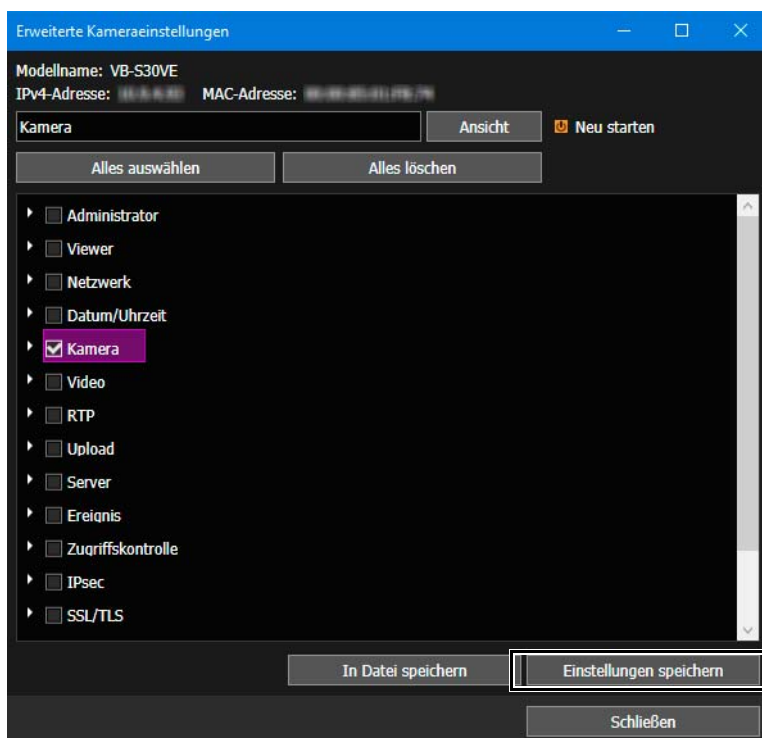 Erweiterte Kameraeinstellungen
Modellname: VB-S30VE
IPv4-Adresse: MAC-Adresse:
Kamera Ansicht Neu starten
Alles auswählen Alles löschen
Administrator
Viewer
Netzwerk
Datum/Uhrzeit
Kamera
Video
RTP
Upload
Server
Ereignis
Zugriffskontrolle
IPsec
SSL/TLS
In Datei speichern Einstellungen speichern
Schließen